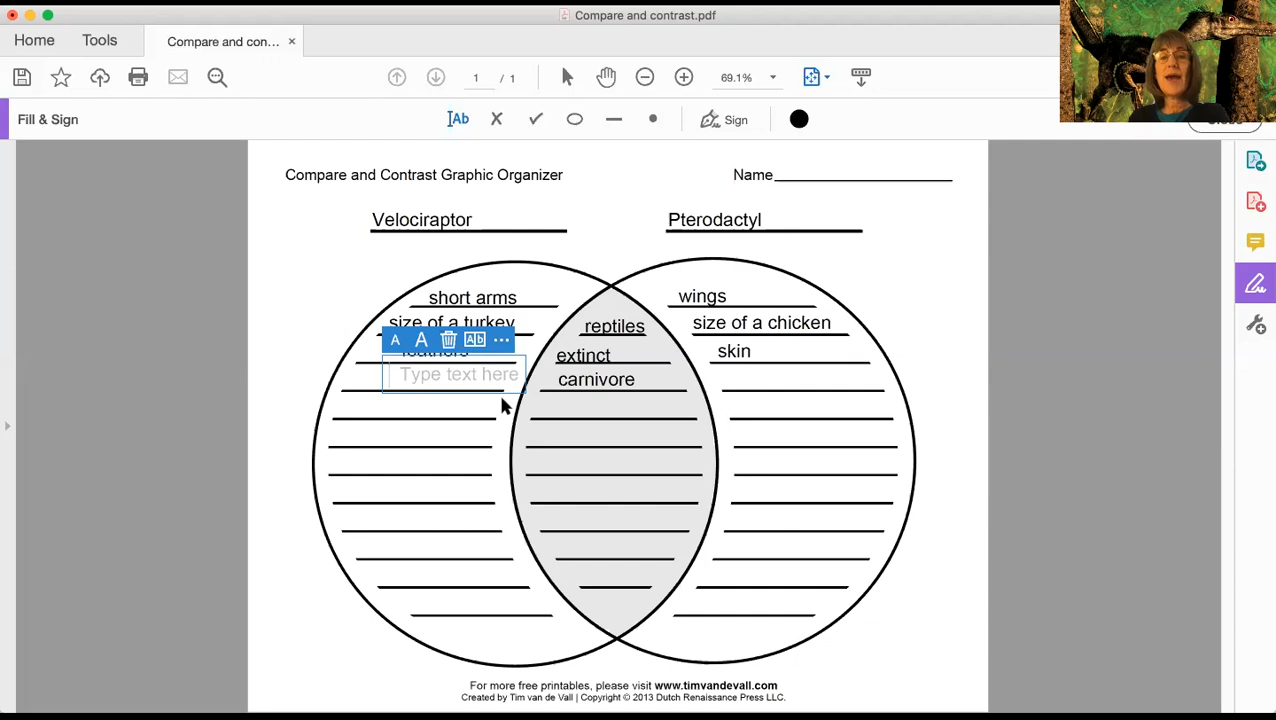 Compare and contrast.pdf
Home
Tools
Compare and con...
1 / 1
69.1%
Fill & Sign
Ab
Sign
Compare and Contrast Graphic Organizer
Name
Velociraptor
Pterodactyl
short arms
size of a turkey
A A Ab
feathers
Type text here
reptiles
extinct
carnivore
wings
size of a chicken
skin
For more free printables, please visit www.timvandevall.com
Created by Tim van de Vall | Copyright © 2013 Dutch Renaissance Press LLC.